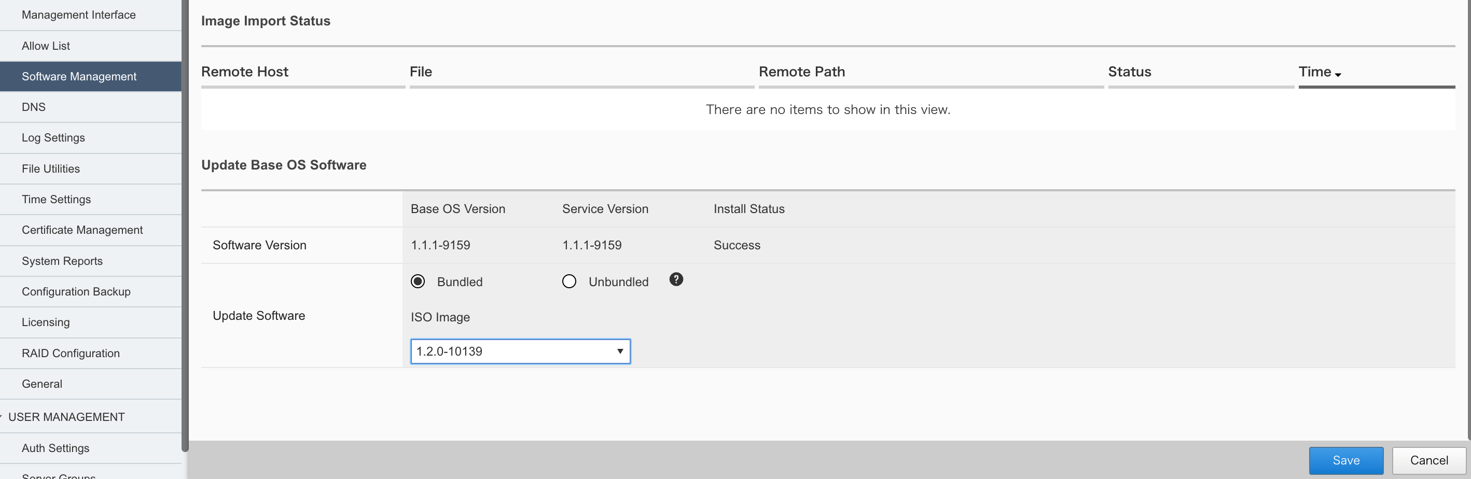 Management Interface
Allow List
Software Management
DNS
Log Settings
File Utilities
Time Settings
Certificate Management
System Reports
Configuration Backup
Licensing
RAID Configuration
General
USER MANAGEMENT
Auth Settings
Server Groups
Image Import Status
Remote Host File Remote Path Status Time
There are no items to show in this view.
Update Base OS Software
Base OS Version Service Version Install Status
Software Version 1.1.1-9159 1.1.1-9159 Success
Bundled Unbundled ?
Update Software
ISO Image
1.2.0-10139
Save Cancel